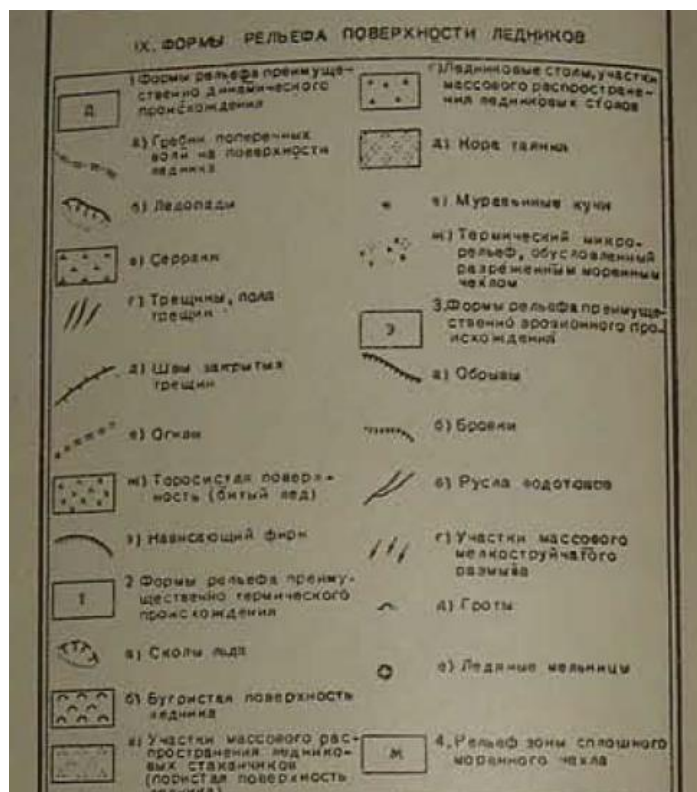 IX. ФОРМЫ РЕЛЬЕФА ПОВЕРХНОСТИ ЛЕДНИКОВ
Д
1 Формы рельефа преимуще-
ственно динамического
происхождения
а) Гребни поперечных
волн на поверхности
ледника
б) Ледопады
в) Серраки
г) Трещины, поля
трещин
д) Швы закрытых
трещин
е) Огивы
ж) Торосистая поверх-
ность (битый лед)
з) Нависающий фирн
Т
2 Формы рельефа преиму-
щественно термического
происхождения
а) Сколы льда
б) Бугристая поверхность
ледника
в) Участки массового рас-
пространения леднико-
вых стаканчиков
(пористая поверхность
ледника)
г) Ледниковые столы, участки
массового распростране-
ния ледниковых столов
д) Кора таяния
е) Муравьиные кучи
ж) Термический микро-
рельеф, обусловленный
разреженным моренным
чехлом
Э
3. Формы рельефа преимуще-
ственно эрозионного про-
исхождения
а) Обрывы
б) Бровки
в) Русла водотоков
г) Участки массового
мелкоструйчатого
размыва
д) Гроты
е) Ледяные мельницы
М
4. Рельеф зоны сплошного
моренного чехла